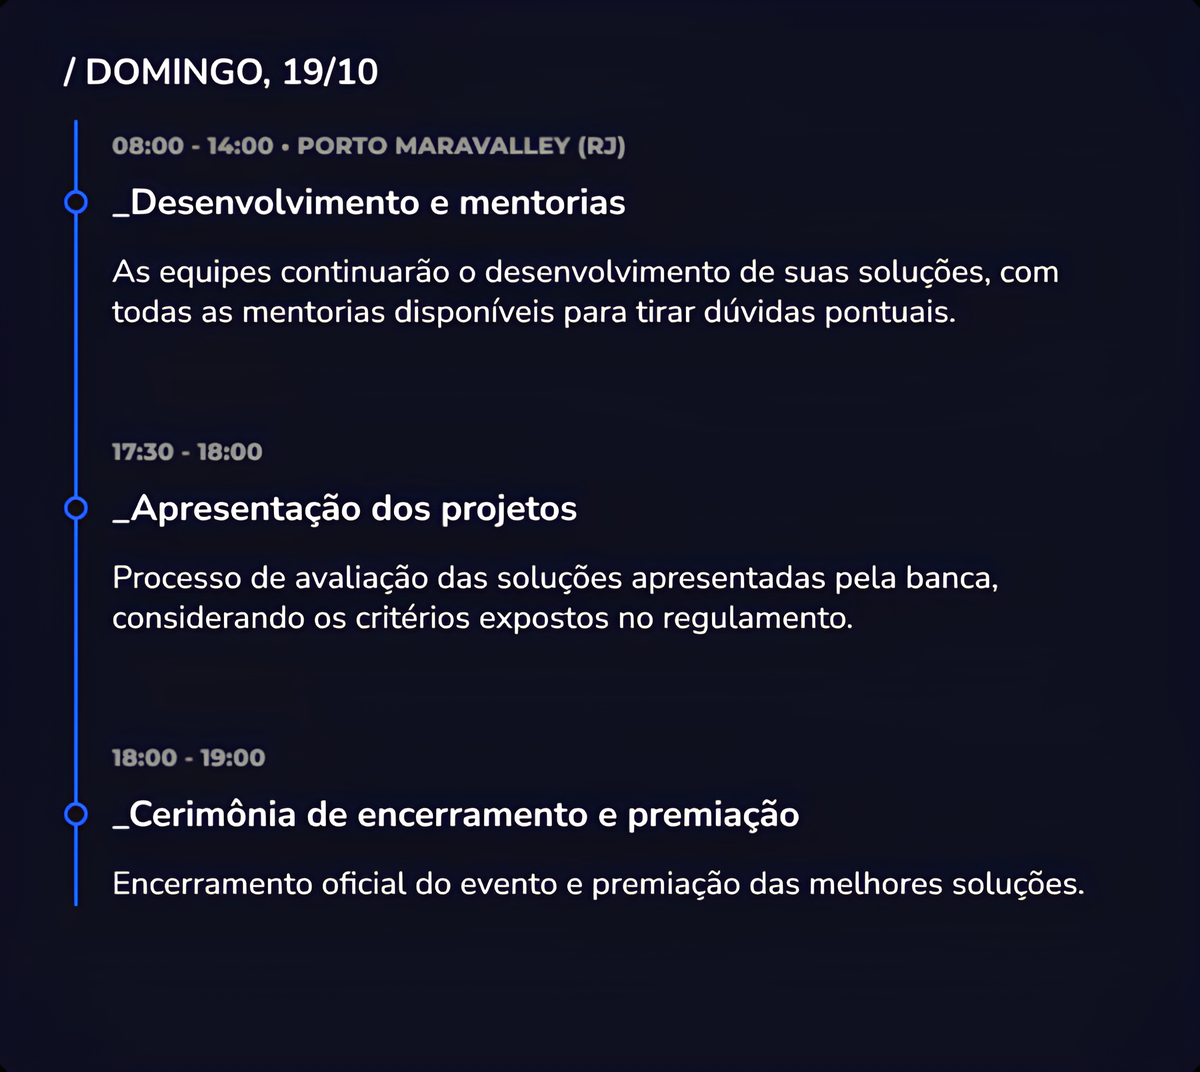 / DOMINGO, 19/10
08:00 - 14:00 • PORTO MARAVALLEY (RJ)
_Desenvolvimento e mentorias
As equipes continuarão o desenvolvimento de suas soluções, com
todas as mentorias disponíveis para tirar dúvidas pontuais.
17:30 - 18:00
_Apresentação dos projetos
Processo de avaliação das soluções apresentadas pela banca,
considerando os critérios expostos no regulamento.
18:00 - 19:00
_Cerimônia de encerramento e premiação
Encerramento oficial do evento e premiação das melhores soluções.